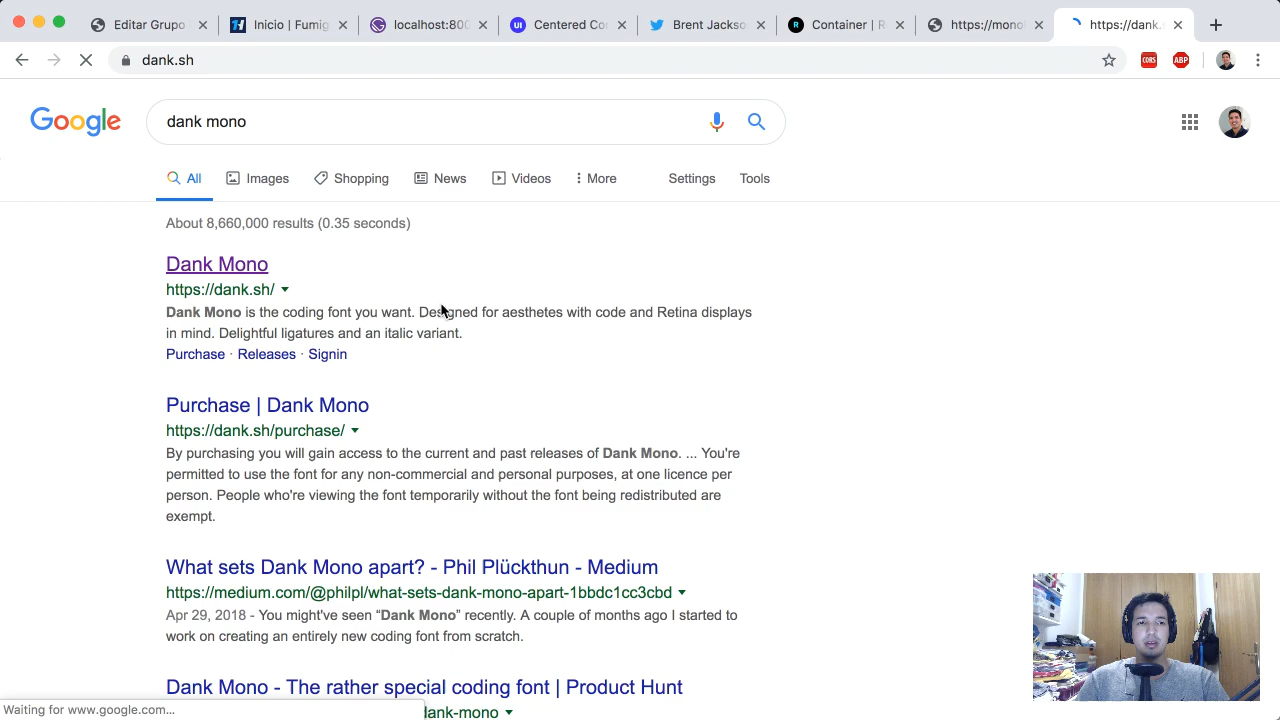 Editar Grupo
Inicio | Fumig
localhost:800
UI
Centered Co
Brent Jackso
R
Container | R
https://mono
https://dank.
dank.sh
CORS
ABP
Google
dank mono
All
Images
Shopping
News
Videos
More
Settings
Tools
About 8,660,000 results (0.35 seconds)
Dank Mono
https://dank.sh/
Dank Mono is the coding font you want. Designed for aesthetes with code and Retina displays
in mind. Delightful ligatures and an italic variant.
Purchase · Releases · Signin
Purchase | Dank Mono
https://dank.sh/purchase/
By purchasing you will gain access to the current and past releases of Dank Mono. ... You're
permitted to use the font for any non-commercial and personal purposes, at one licence per
person. People who're viewing the font temporarily without the font being redistributed are
exempt.
What sets Dank Mono apart? - Phil Plückthun - Medium
https://medium.com/@philpl/what-sets-dank-mono-apart-1bbdc1cc3cbd
Apr 29, 2018 - You might've seen “Dank Mono” recently. A couple of months ago I started to
work on creating an entirely new coding font from scratch.
Dank Mono - The rather special coding font | Product Hunt
dank-mono
Waiting for www.google.com...